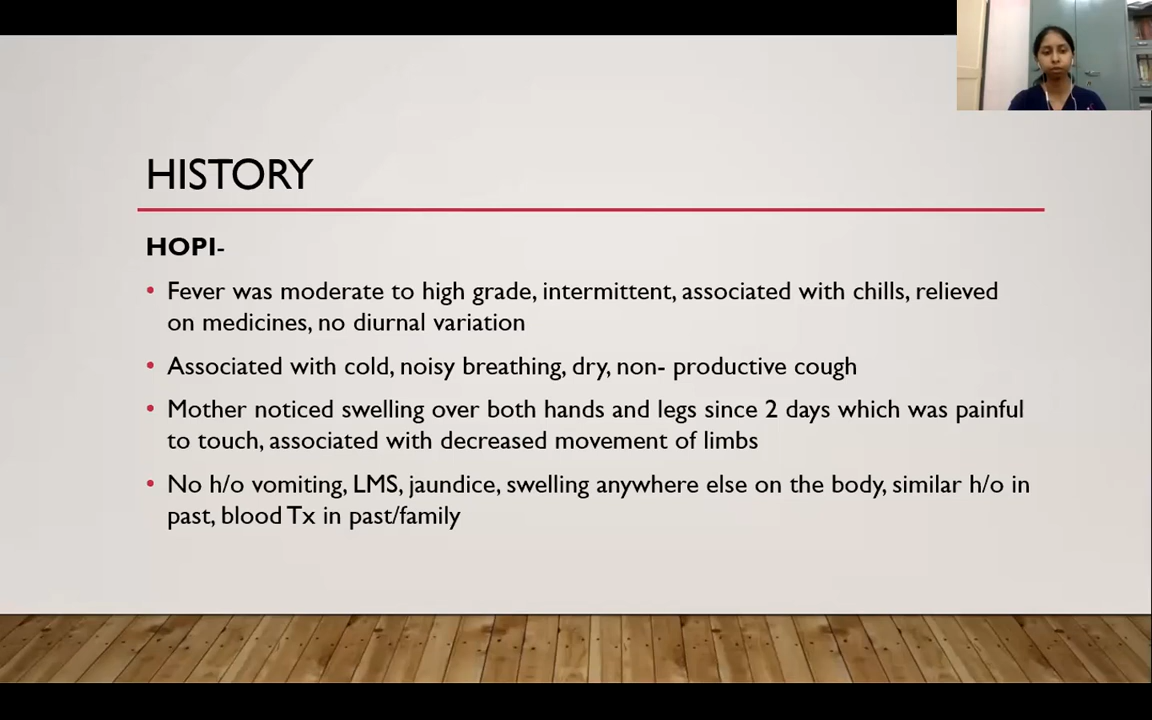 HISTORY
HOPI-
• Fever was moderate to high grade, intermittent, associated with chills, relieved
on medicines, no diurnal variation
• Associated with cold, noisy breathing, dry, non- productive cough
• Mother noticed swelling over both hands and legs since 2 days which was painful
to touch, associated with decreased movement of limbs
• No h/o vomiting, LMS, jaundice, swelling anywhere else on the body, similar h/o in
past, blood Tx in past/family